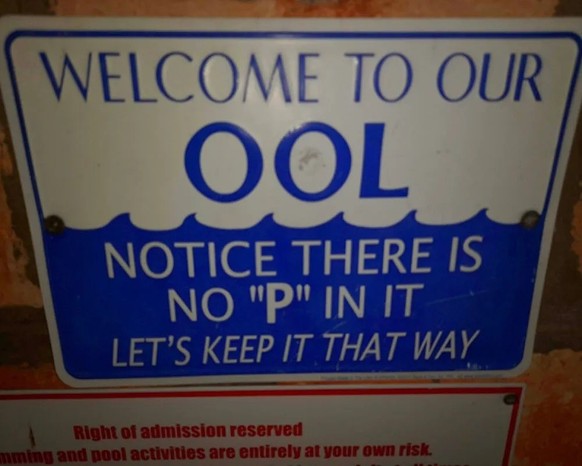 WELCOME TO OUR
OOL
NOTICE THERE IS
NO "P" IN IT
LET'S KEEP IT THAT WAY
Right of admission reserved
mming and pool activities are entirely at your own risk.